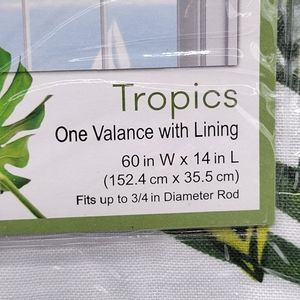 Tropics
One Valance with Lining
60 in W x 14 in L
(152.4 cm x 35.5 cm)
Fits up to 3/4 in Diameter Rod